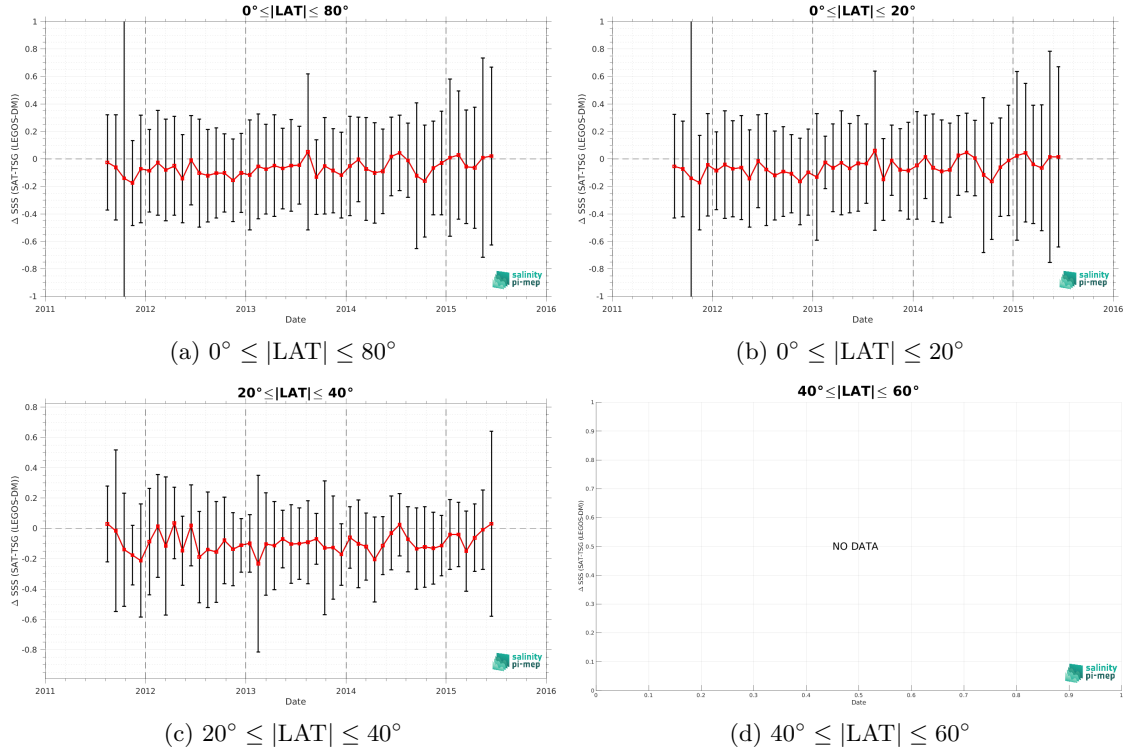 0°≤|LAT|≤ 80°
1
0.8
0.6
0.4
0.2
0
-0.2
-0.4
-0.6
-0.8
-1
Δ SSS (SAT-TSG (LEGOS-DM))
2011 2012 2013 2014 2015 2016
Date
salinity
pi-mep
(a) 0° ≤ |LAT| ≤ 80°
0°≤|LAT|≤ 20°
1
0.8
0.6
0.4
0.2
0
-0.2
-0.4
-0.6
-0.8
-1
Δ SSS (SAT-TSG (LEGOS-DM))
2011 2012 2013 2014 2015 2016
Date
salinity
pi-mep
(b) 0° ≤ |LAT| ≤ 20°
20°≤|LAT|≤ 40°
0.8
0.6
0.4
0.2
0
-0.2
-0.4
-0.6
-0.8
Δ SSS (SAT-TSG (LEGOS-DM))
2011 2012 2013 2014 2015 2016
Date
salinity
pi-mep
(c) 20° ≤ |LAT| ≤ 40°
40°≤|LAT|≤ 60°
1
0.9
0.8
0.7
0.6
0.5
0.4
0.3
0.2
0.1
0
Δ SSS (SAT-TSG (LEGOS-DM))
NO DATA
0 0.1 0.2 0.3 0.4 0.5 0.6 0.7 0.8 0.9 1
Date
salinity
pi-mep
(d) 40° ≤ |LAT| ≤ 60°